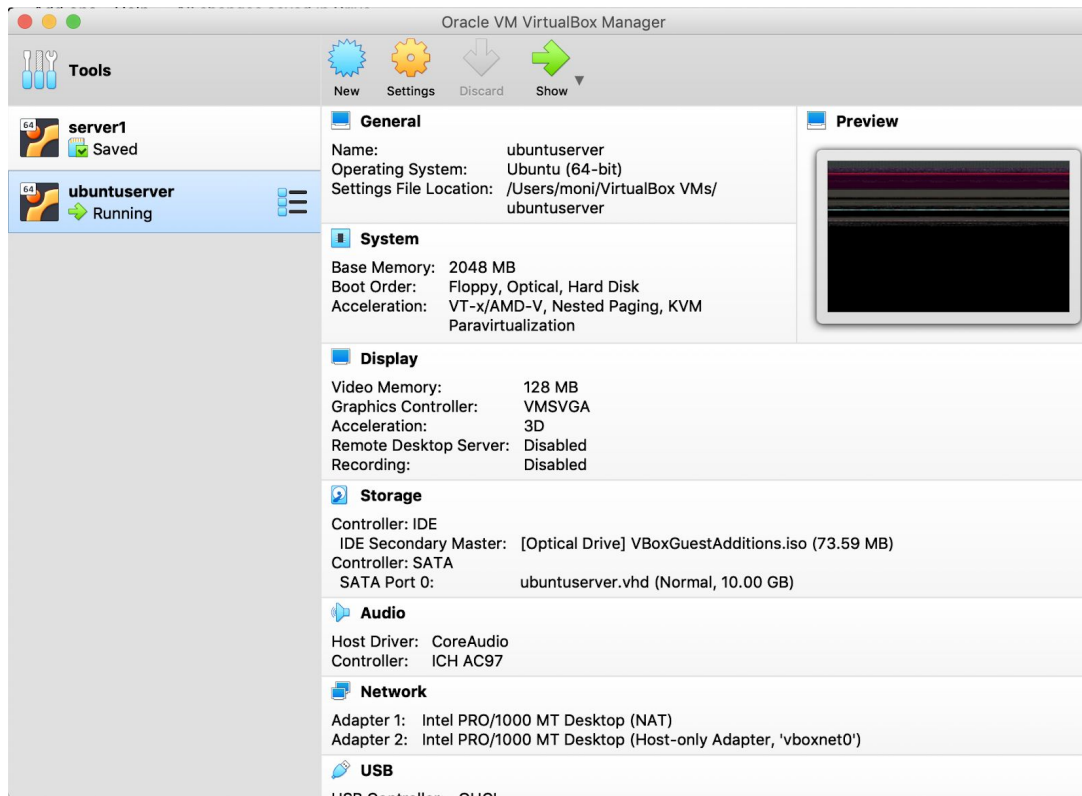 Oracle VM VirtualBox Manager
Tools
New Settings Discard Show
64 server1
Saved
64 ubuntuserver
Running
General
Name: ubuntuserver
Operating System: Ubuntu (64-bit)
Settings File Location: /Users/moni/VirtualBox VMs/
ubuntuserver
Preview
System
Base Memory: 2048 MB
Boot Order: Floppy, Optical, Hard Disk
Acceleration: VT-x/AMD-V, Nested Paging, KVM
Paravirtualization
Display
Video Memory: 128 MB
Graphics Controller: VMSVGA
Acceleration: 3D
Remote Desktop Server: Disabled
Recording: Disabled
Storage
Controller: IDE
IDE Secondary Master: [Optical Drive] VBoxGuestAdditions.iso (73.59 MB)
Controller: SATA
SATA Port 0: ubuntuserver.vhd (Normal, 10.00 GB)
Audio
Host Driver: CoreAudio
Controller: ICH AC97
Network
Adapter 1: Intel PRO/1000 MT Desktop (NAT)
Adapter 2: Intel PRO/1000 MT Desktop (Host-only Adapter, 'vboxnet0')
USB